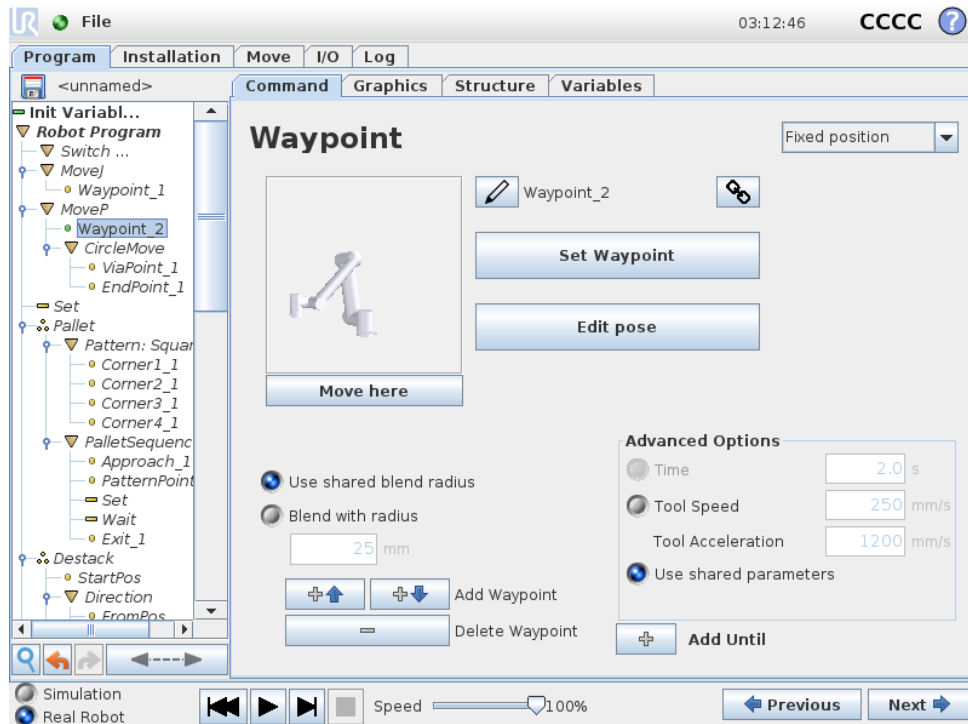 UR File 03:12:46 CCCC ?
Program Installation Move I/O Log
<unnamed> Command Graphics Structure Variables
Init Variabl...
Robot Program
Switch ...
MoveJ
Waypoint_1
MoveP
Waypoint_2
CircleMove
ViaPoint_1
EndPoint_1
Set
Pallet
Pattern: Squar
Corner1_1
Corner2_1
Corner3_1
Corner4_1
PalletSequenc
Approach_1
PatternPoint
Set
Wait
Exit_1
Destack
StartPos
Direction
FromPos
Waypoint
Fixed position
Waypoint_2
Set Waypoint
Edit pose
Move here
Use shared blend radius
Blend with radius
25 mm
Add Waypoint
Delete Waypoint
Advanced Options
Time 2.0 s
Tool Speed 250 mm/s
Tool Acceleration 1200 mm/s
Use shared parameters
Add Until
Simulation
Real Robot
Speed 100%
Previous Next